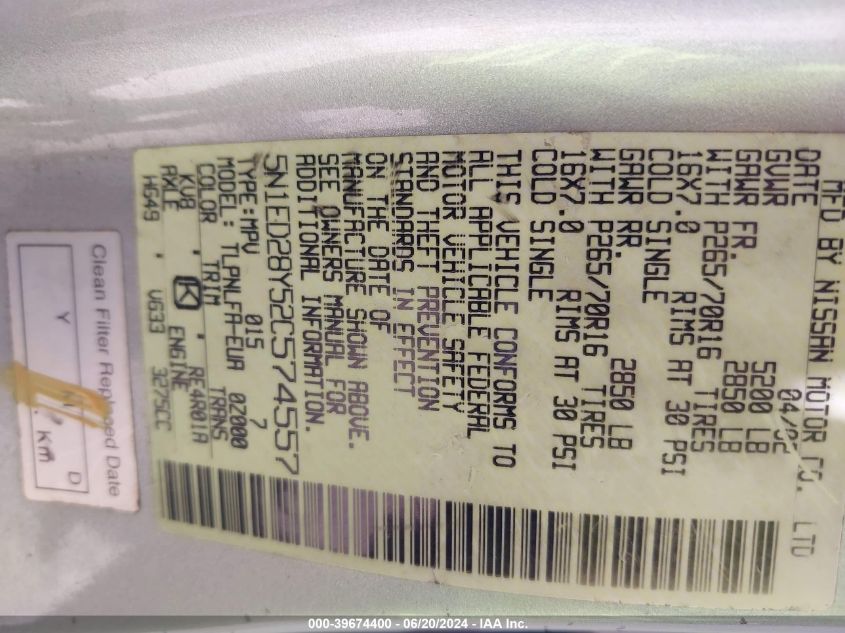 MFD BY NISSAN MOTOR CO. LTD
DATE 04/02
GVWR 5200 LB
GAWR FR. 2850 LB
WITH P265/70R16 TIRES
16X7.0 RIMS AT 30 PSI
COLD SINGLE
GAWR RR. 2850 LB
WITH P265/70R16 TIRES
16X7.0 RIMS AT 30 PSI
COLD SINGLE
THIS VEHICLE CONFORMS TO
ALL APPLICABLE FEDERAL
MOTOR VEHICLE SAFETY
AND THEFT PREVENTION
STANDARDS IN EFFECT
ON THE DATE OF
MANUFACTURE SHOWN ABOVE.
SEE OWNERS MANUAL FOR
ADDITIONAL INFORMATION.
5N1ED28Y52C574557
TYPE:MPV 015 7
MODEL: TLPNLFA-EUA 02000
COLOR TRIM TRANS
KV8 K RE4R01A
AXLE ENGINE
HG49 VG33 3275CC
Clean Filter Replaced Date
Y M D
km
000-39674400 - 06/20/2024 - IAA Inc.